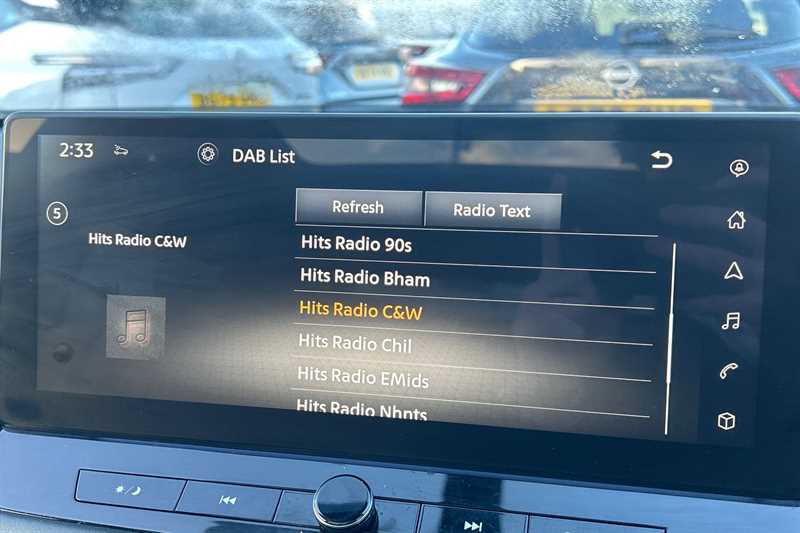 2:33
DAB List
5
Refresh
Radio Text
Hits Radio C&W
Hits Radio 90s
Hits Radio Bham
Hits Radio C&W
Hits Radio Chil
Hits Radio EMids
Hits Radio Nhnts